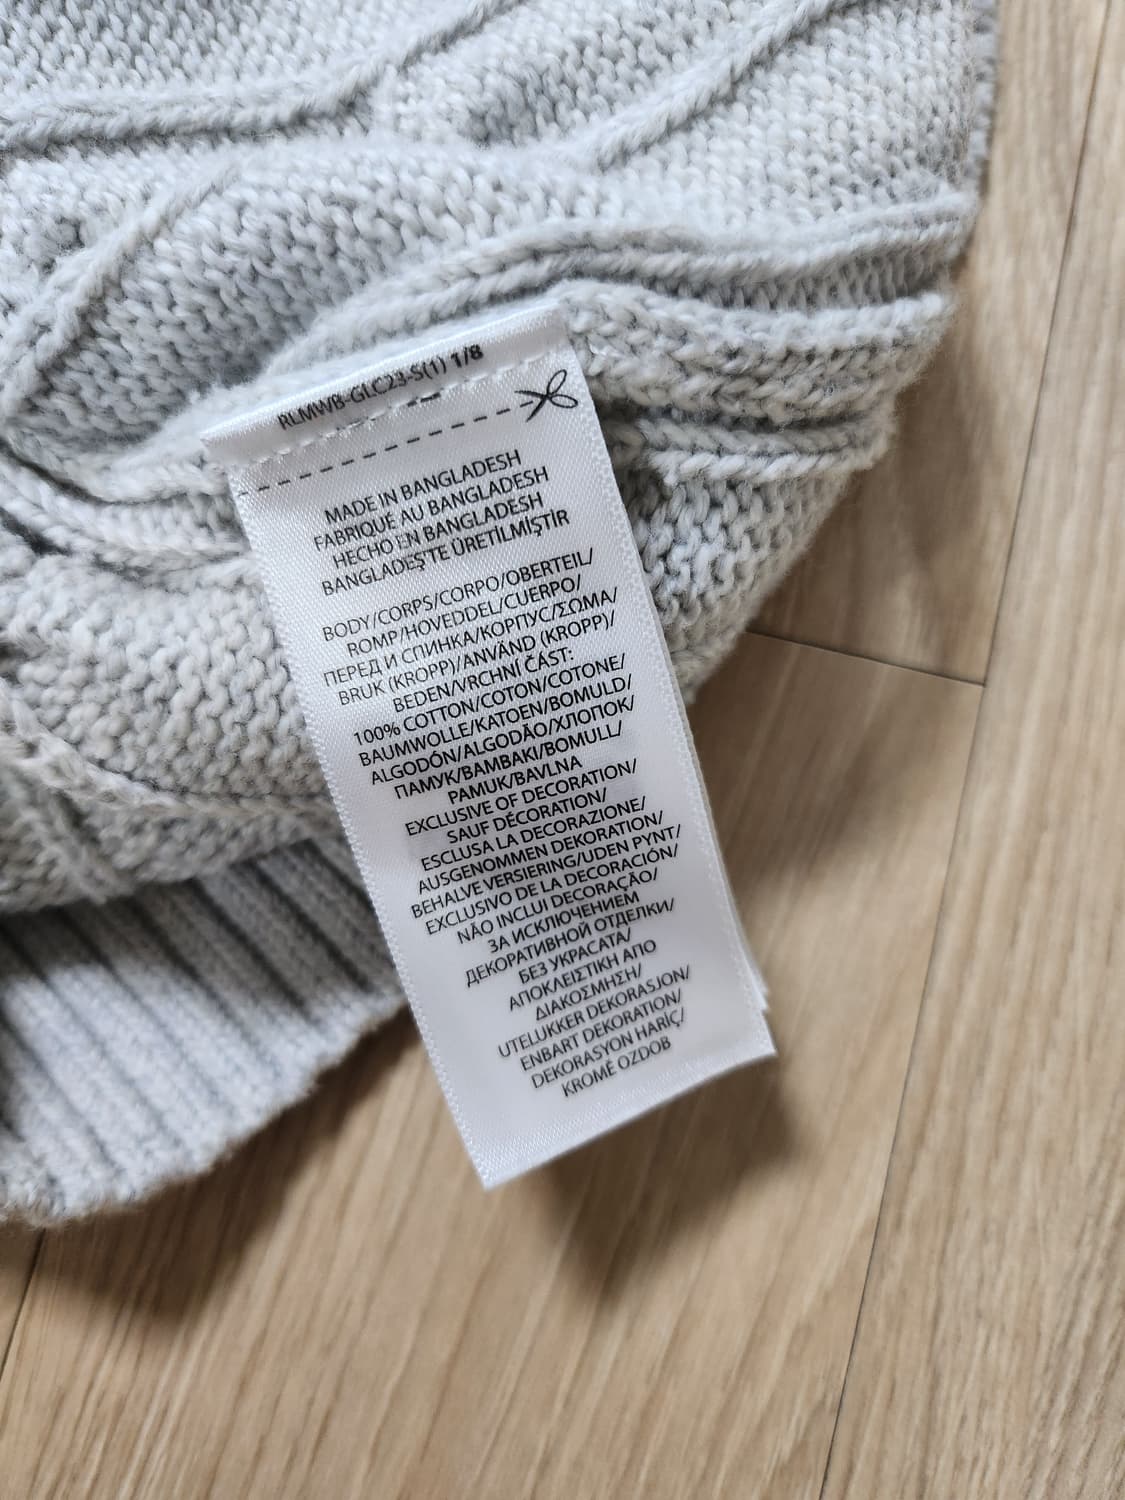 RLMWB-GLC23-S(1) 1/8
MADE IN BANGLADESH
FABRIQUÉ AU BANGLADESH
HECHO EN BANGLADESH
BANGLADEŞ'TE ÜRETİLMİŞTİR
BODY/CORPS/CORPO/OBERTEIL/
ROMP/HOVEDDEL/CUERPO/
ПЕРЕД И СПИНКА/КОРПУС/ΣΩΜΑ/
BRUK (KROPP)/ANVÄND (KROPP)/
BEDEN/VRCHNÍ ČÁST:
100% COTTON/COTON/COTONE/
BAUMWOLLE/KATOEN/BOMULD/
ALGODÓN/ALGODÃO/ХЛОПОК/
ПАМУК/ΒΑΜΒΑΚΙ/BOMULL/
PAMUK/BAVLNA
EXCLUSIVE OF DECORATION/
SAUF DÉCORATION/
ESCLUSA LA DECORAZIONE/
AUSGENOMMEN DEKORATION/
BEHALVE VERSIERING/UDEN PYNT/
EXCLUSIVO DE LA DECORACIÓN/
NÃO INCLUI DECORAÇÃO/
ЗА ИСКЛЮЧЕНИЕМ
ДЕКОРАТИВНОЙ ОТДЕЛКИ/
БЕЗ УКРАСАТА/
ΑΠΟΚΛΕΙΣΤΙΚΗ ΑΠΟ
ΔΙΑΚΟΣΜΗΣΗ/
UTELUKKER DEKORASJON/
ENBART DEKORATION/
DEKORASYON HARİÇ/
KROMĚ OZDOB